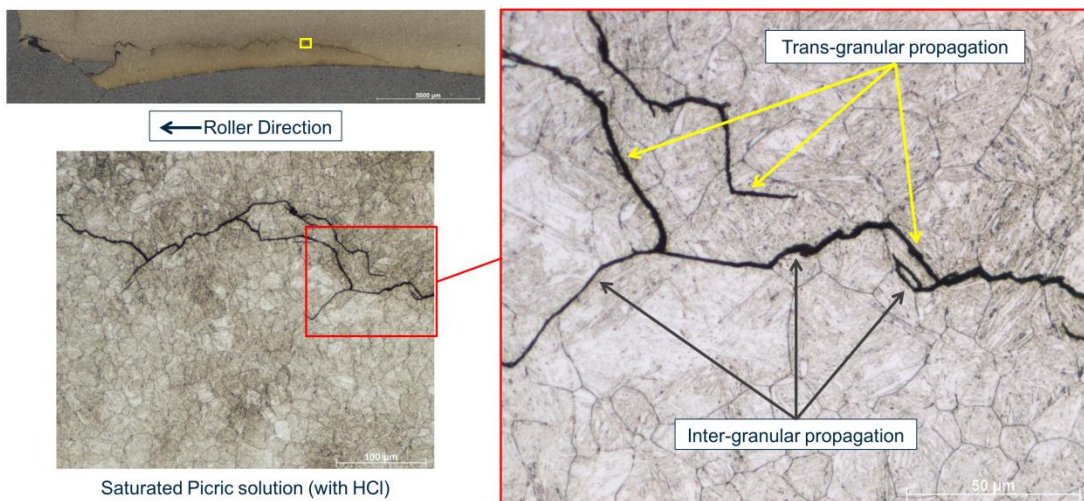 5000 µm
Roller Direction
100 µm
Saturated Picric solution (with HCl)
Trans-granular propagation
Inter-granular propagation
50 µm